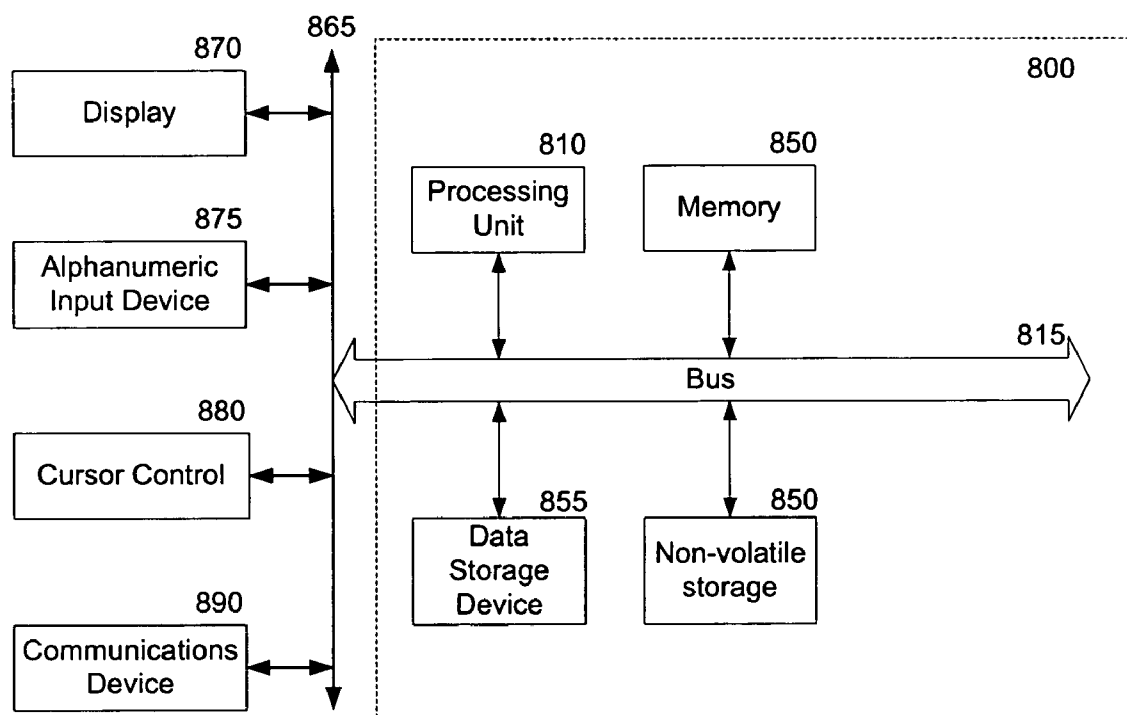 865
870
800
Display
810
850
Processing
Unit
Memory
875
Alphanumeric
Input Device
815
Bus
880
Cursor Control
855
850
Data
Storage
Device
Non-volatile
storage
890
Communications
Device